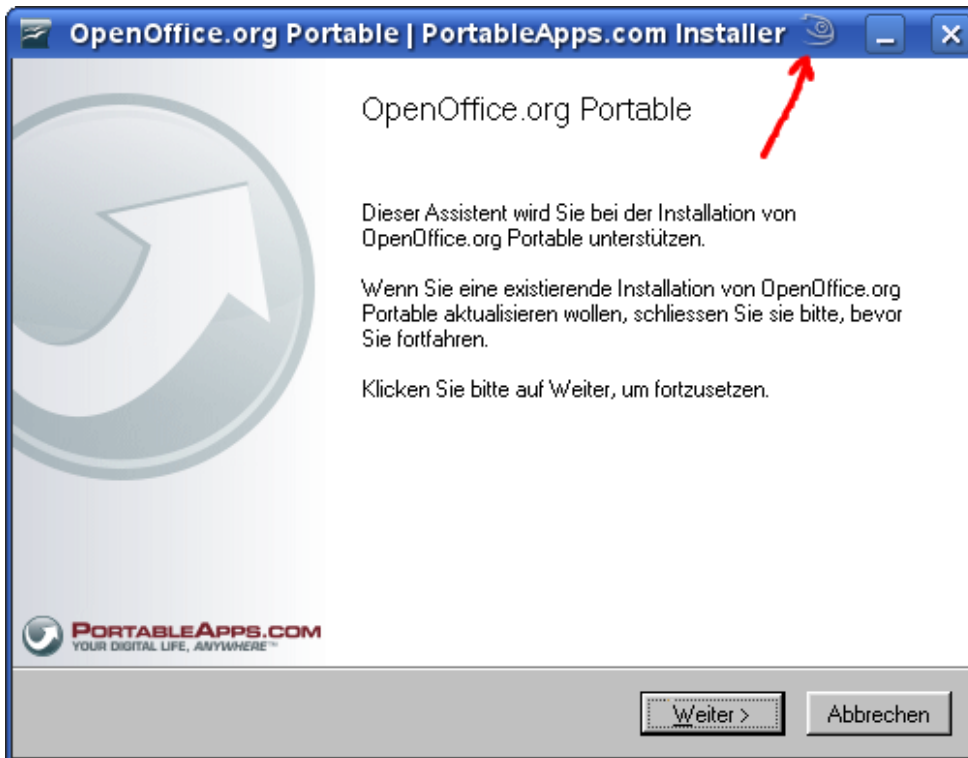 OpenOffice.org Portable | PortableApps.com Installer
OpenOffice.org Portable
Dieser Assistent wird Sie bei der Installation von
OpenOffice.org Portable unterstützen.
Wenn Sie eine existierende Installation von OpenOffice.org
Portable aktualisieren wollen, schliessen Sie sie bitte, bevor
Sie fortfahren.
Klicken Sie bitte auf Weiter, um fortzusetzen.
PORTABLEAPPS.COM
YOUR DIGITAL LIFE, ANYWHERE™
Weiter >
Abbrechen